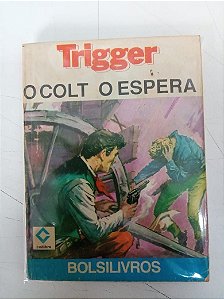 Trigger
O COLT O ESPERA
BOLSILIVROS